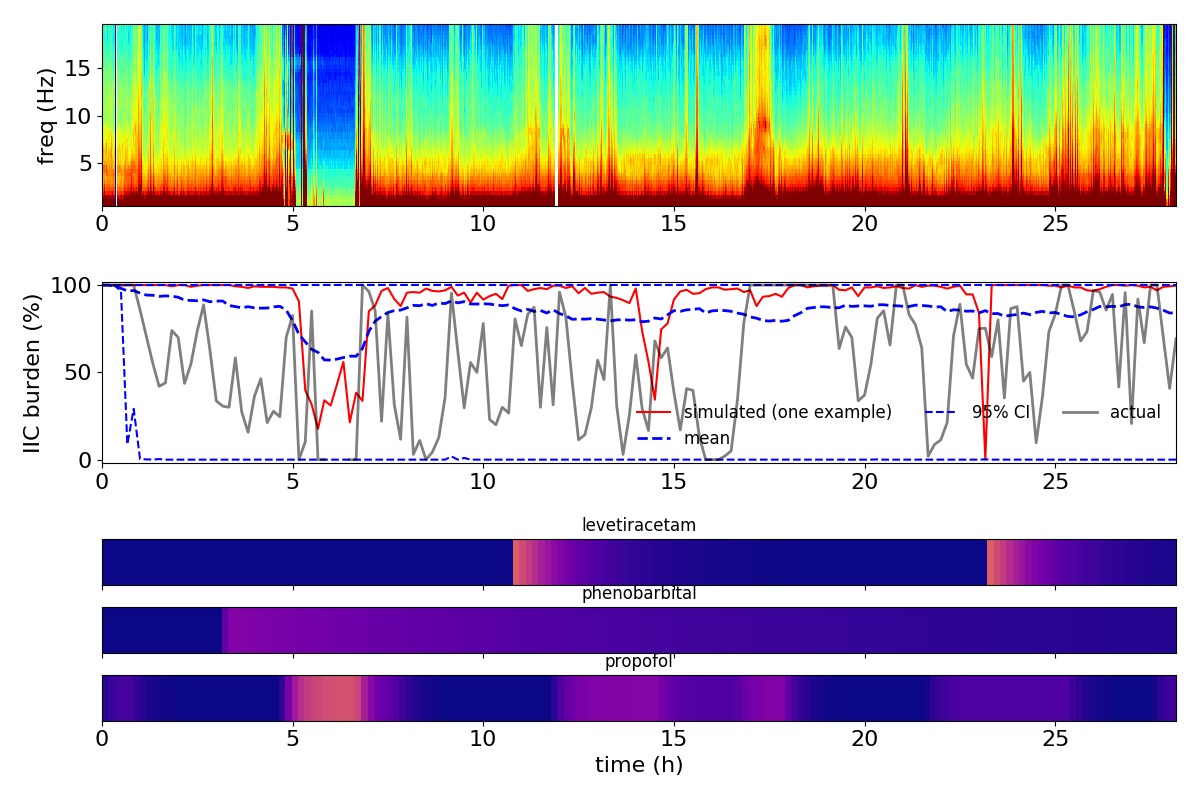 freq (Hz)
15
10
5
0 5 10 15 20 25
IIC burden (%)
100
50
0
simulated (one example)
mean
95% CI
actual
0 5 10 15 20 25
levetiracetam
phenobarbital
propofol
0 5 10 15 20 25
time (h)